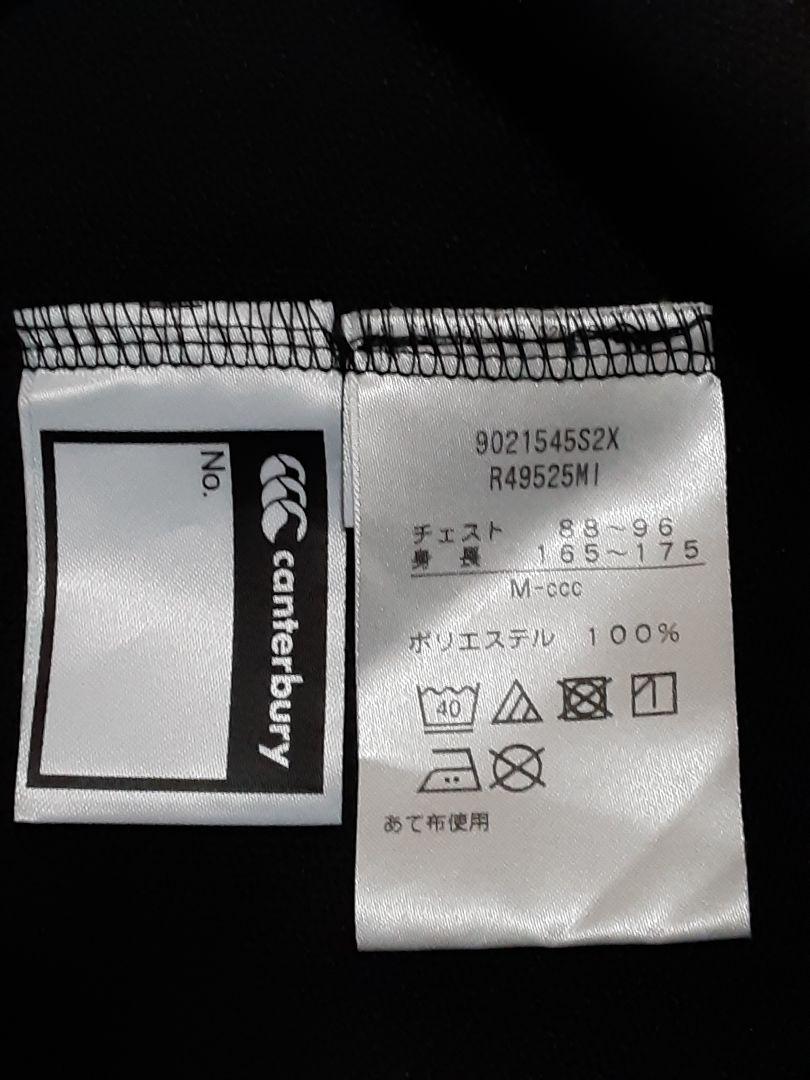 No.
canterbury
9021545S2X
R49525MI
チェスト 88~96
身長 165~175
M-ccc
ポリエステル 100%
40
あて布使用